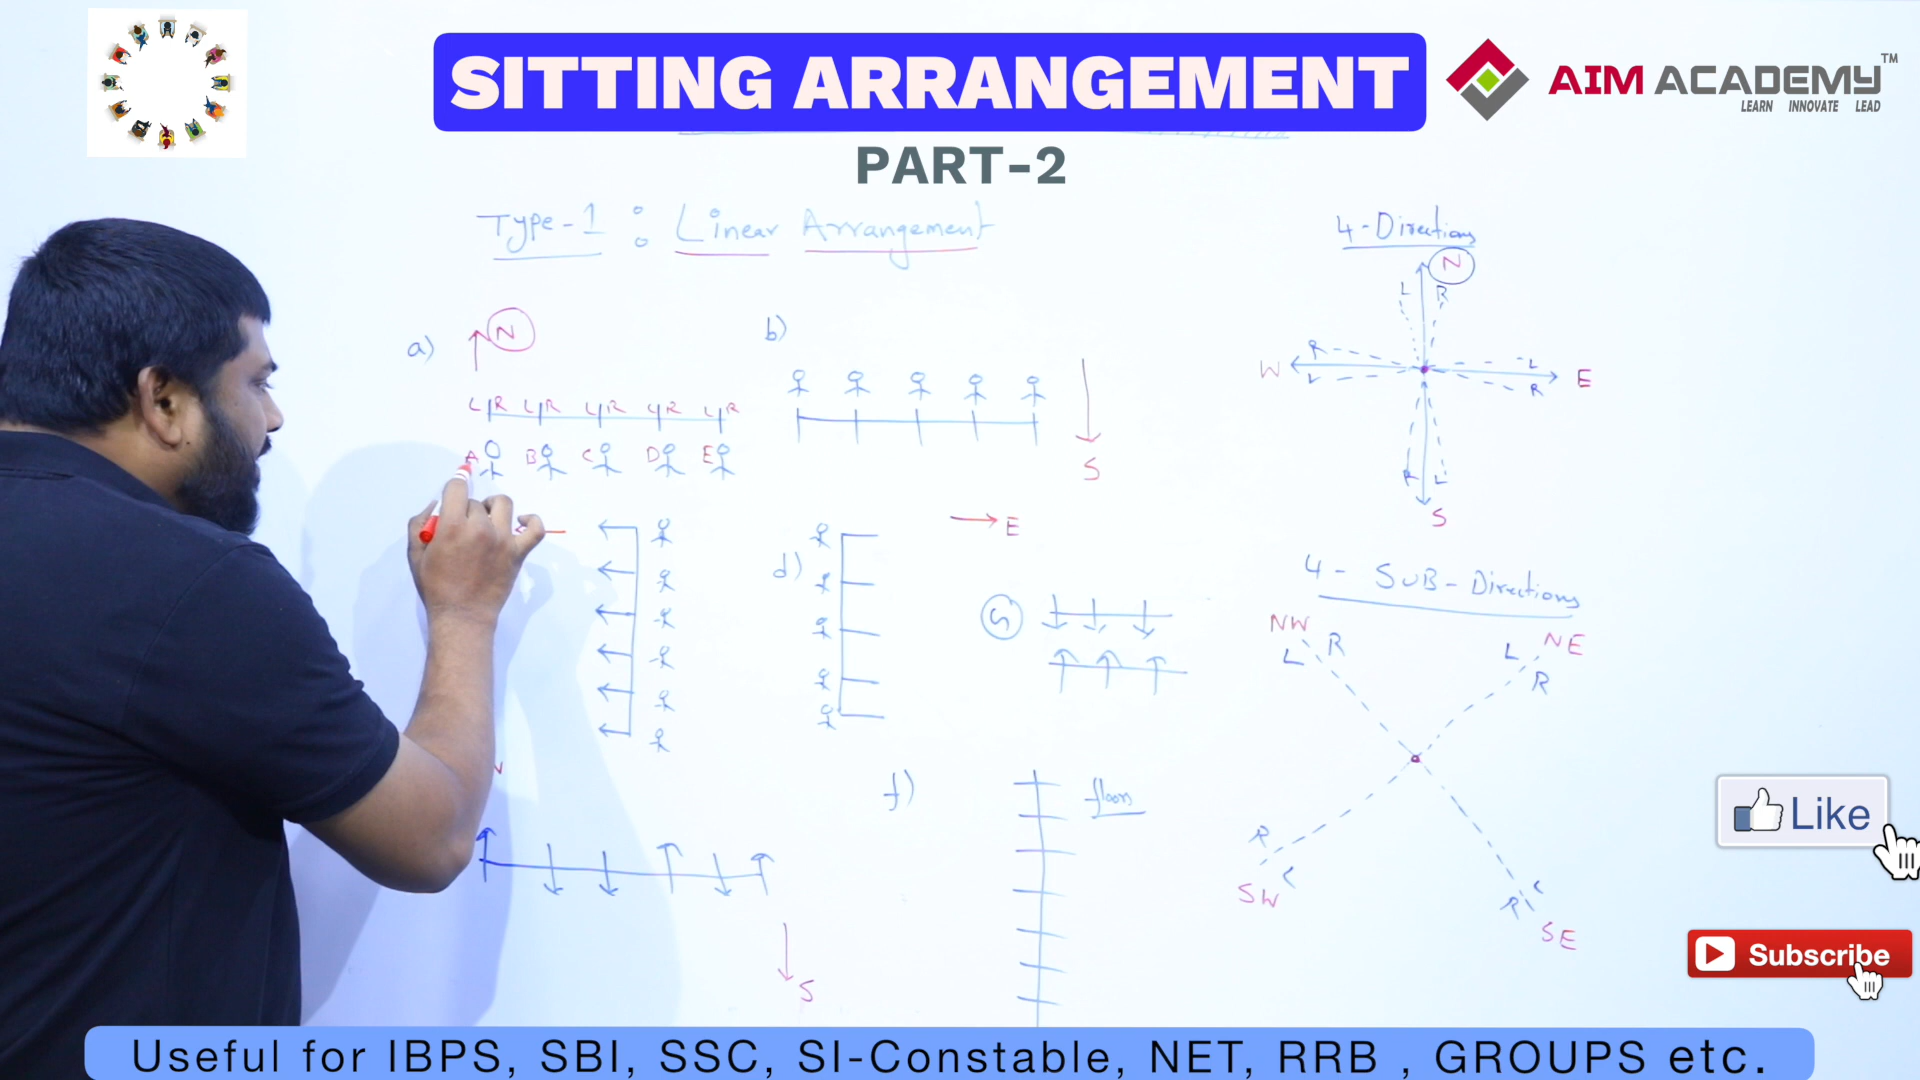 SITTING ARRANGEMENT
AIM ACADEMY™
LEARN INNOVATE LEAD
PART-2
Type-1 : Linear Arrangement
4-Directions
N
L R
W R L E
L R
R L
S
a) N
L R L R L R L R L R
A B C D E
b)
S
d)
E
G
4 - SUB-Directions
NW R
L
L NE
R
R
SW L
L
R SE
f) floors
S
Like
Subscribe
Useful for IBPS, SBI, SSC, SI-Constable, NET, RRB , GROUPS etc.